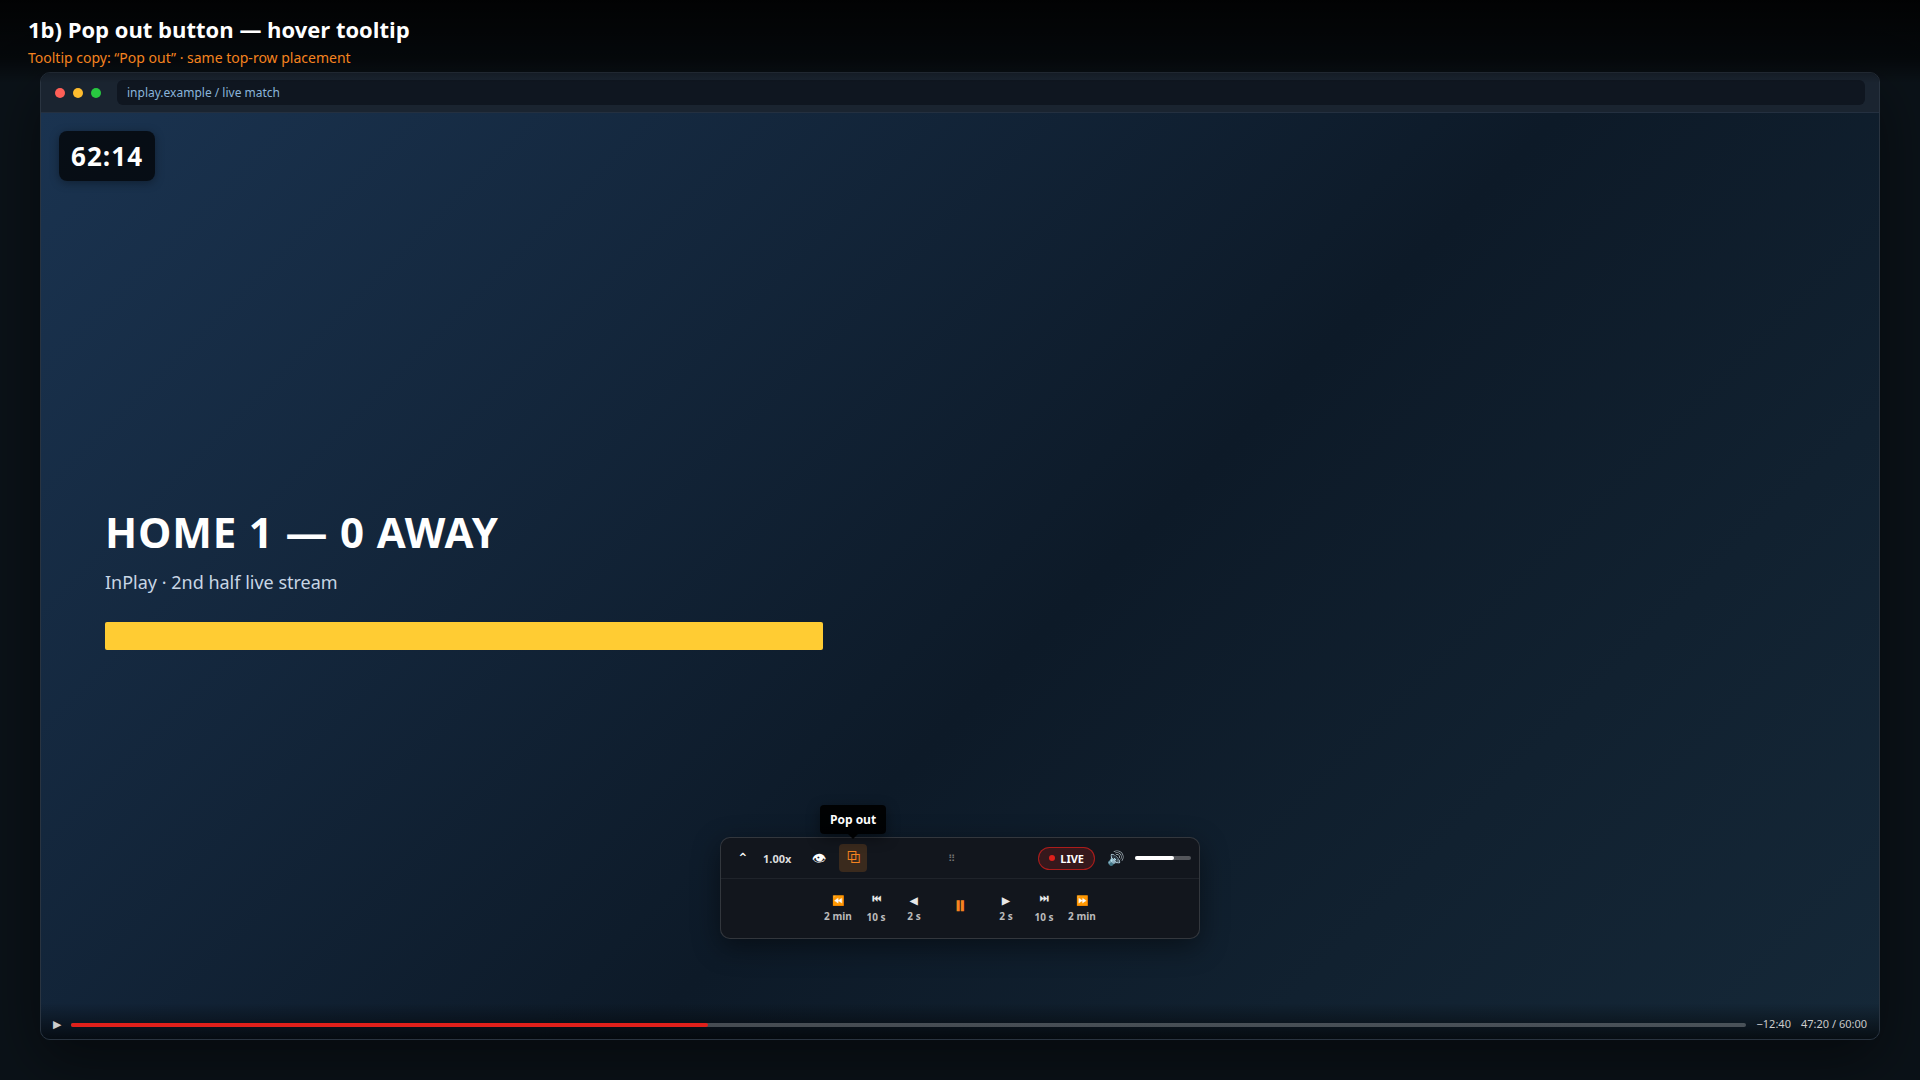 1b) Pop out button — hover tooltip
Tooltip copy: “Pop out” · same top-row placement
inplay.example / live match
62:14
HOME 1 — 0 AWAY
InPlay · 2nd half live stream
Pop out
1.00x LIVE
2 min 10 s 2 s 2 s 10 s 2 min
−12:40 47:20 / 60:00